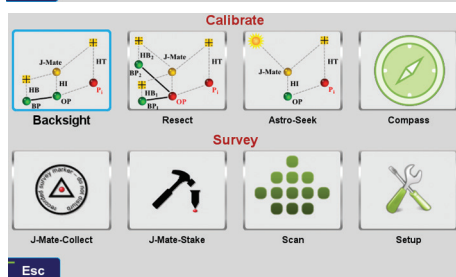 Calibrate
J-Mate
HB
HI
HT
BP
OP
P₁
Backsight
HB₂
BP₂
J-Mate
HT
HB₁
BP₁
OP
P₁
Resect
J-Mate
HI
HT
OP
P₁
Astro-Seek
Compass
Survey
J-Mate-Collect
J-Mate-Stake
Scan
Setup
Esc